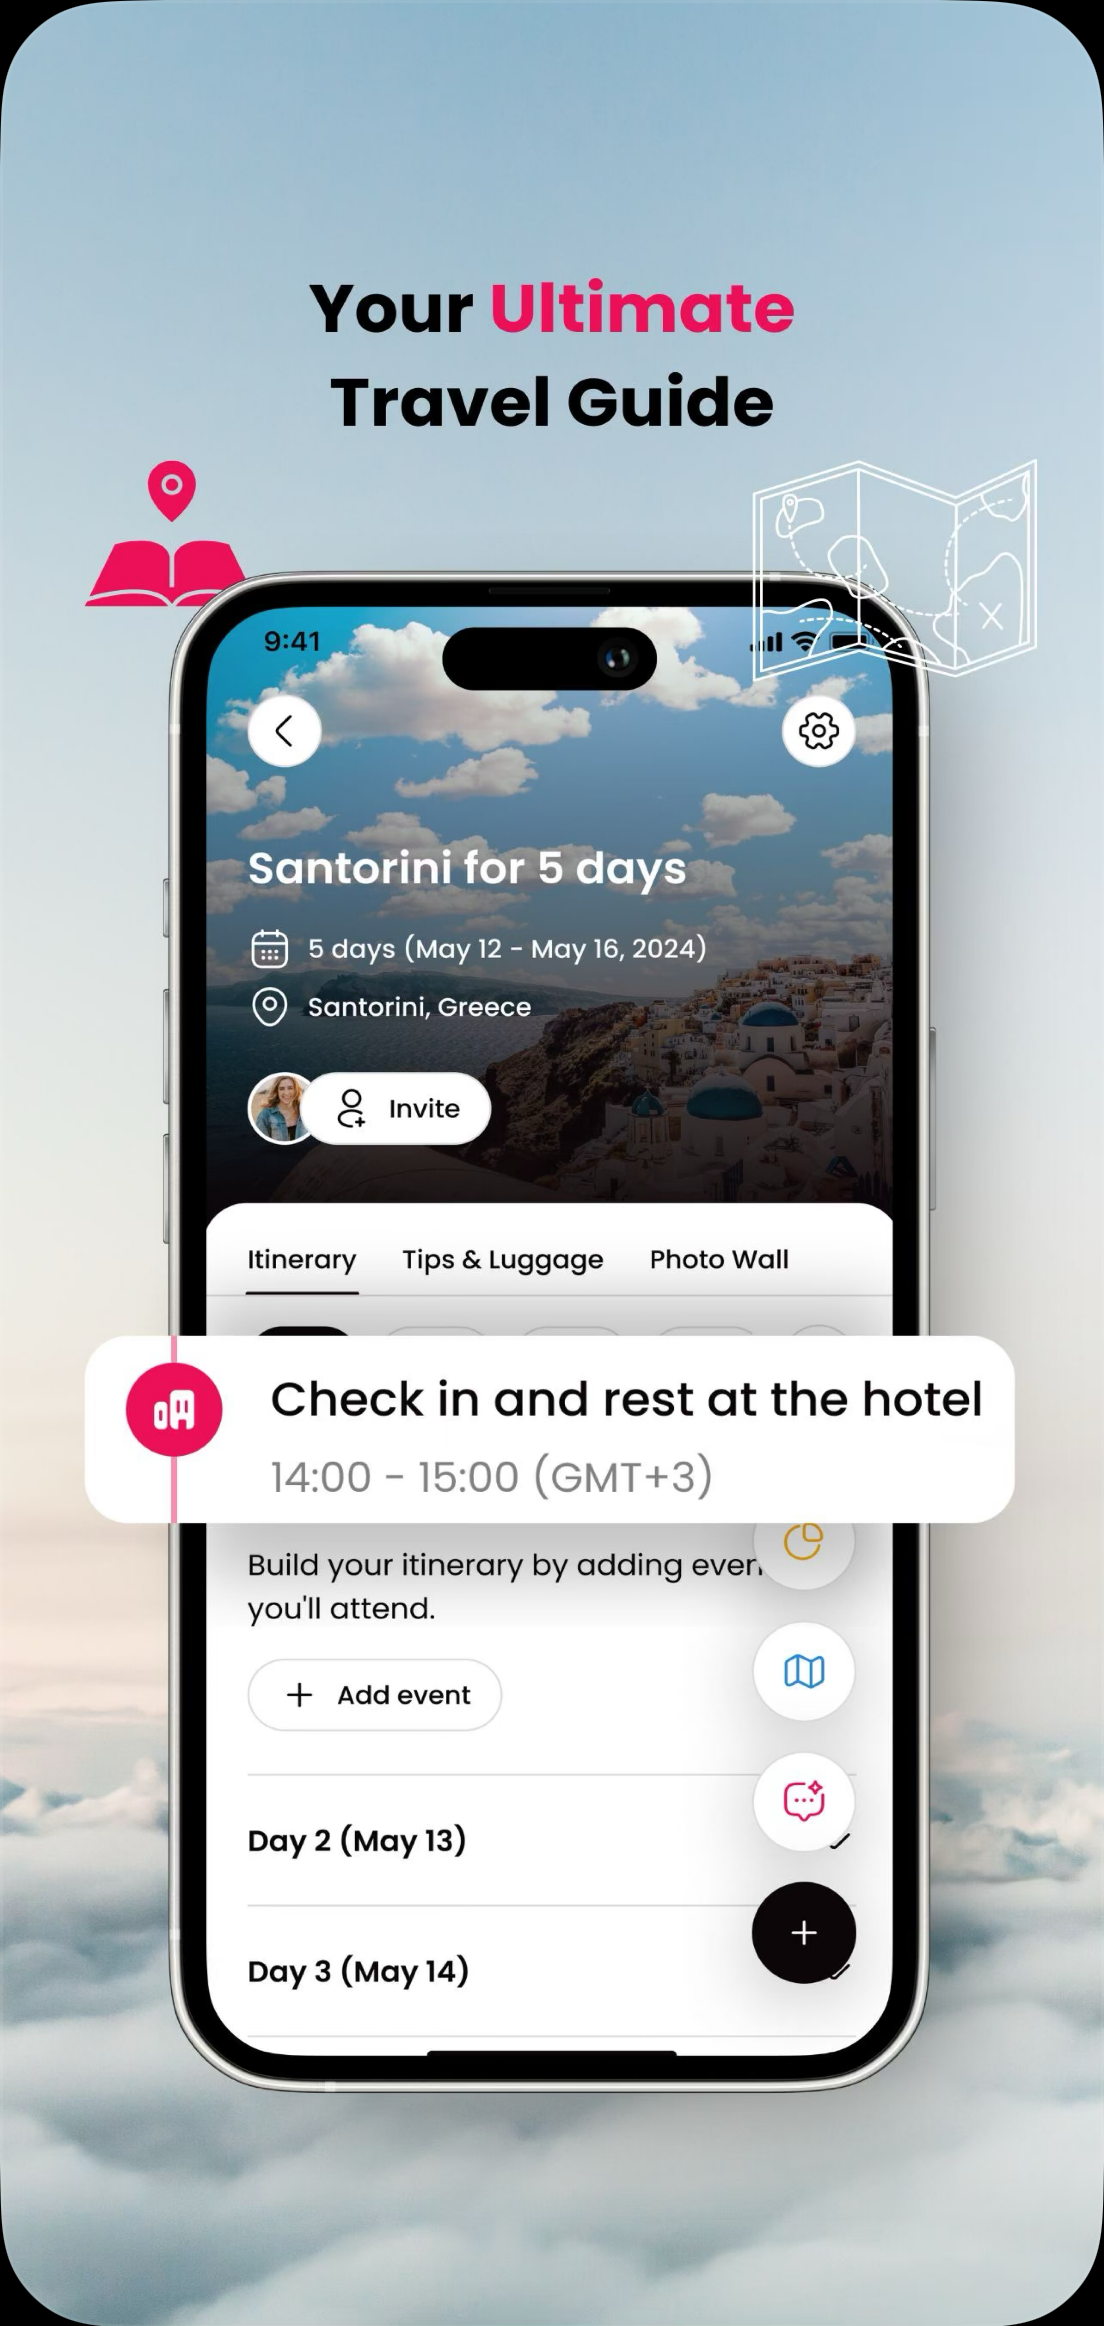 Your Ultimate
Travel Guide
9:41
Santorini for 5 days
5 days (May 12 - May 16, 2024)
Santorini, Greece
Invite
Itinerary Tips & Luggage Photo Wall
Check in and rest at the hotel
14:00 - 15:00 (GMT+3)
Build your itinerary by adding
you'll attend.
+ Add event
Day 2 (May 13)
Day 3 (May 14)